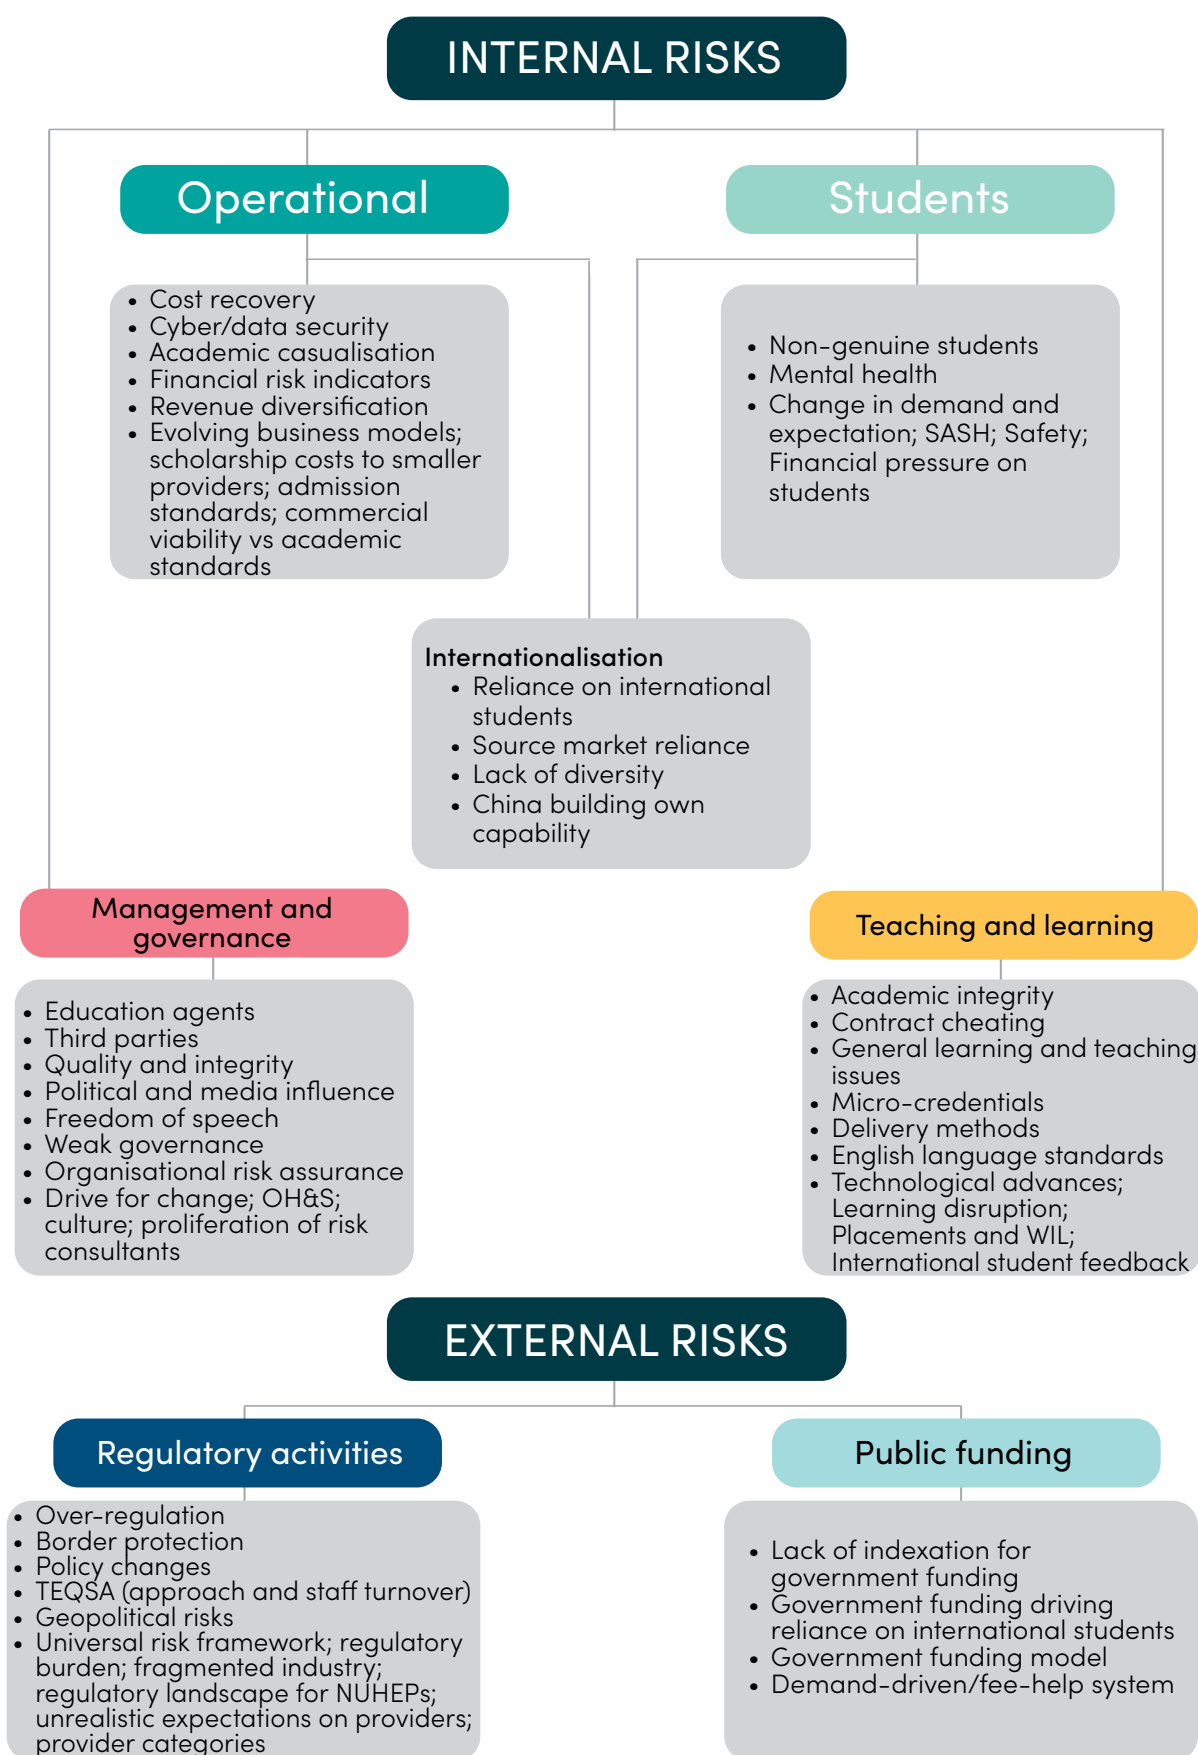 INTERNAL RISKS
Operational
• Cost recovery
• Cyber/data security
• Academic casualisation
• Financial risk indicators
• Revenue diversification
• Evolving business models;
scholarship costs to smaller
providers; admission
standards; commercial
viability vs academic
standards
Students
• Non-genuine students
• Mental health
• Change in demand and
expectation; SASH; Safety;
Financial pressure on
students
Internationalisation
• Reliance on international
students
• Source market reliance
• Lack of diversity
• China building own
capability
Management and
governance
• Education agents
• Third parties
• Quality and integrity
• Political and media influence
• Freedom of speech
• Weak governance
• Organisational risk assurance
• Drive for change; OH&S;
culture; proliferation of risk
consultants
Teaching and learning
• Academic integrity
• Contract cheating
• General learning and teaching
issues
• Micro-credentials
• Delivery methods
• English language standards
• Technological advances;
Learning disruption;
Placements and WIL;
International student feedback
EXTERNAL RISKS
Regulatory activities
• Over-regulation
• Border protection
• Policy changes
• TEQSA (approach and staff turnover)
• Geopolitical risks
• Universal risk framework; regulatory
burden; fragmented industry;
regulatory landscape for NUHEPs;
unrealistic expectations on providers;
provider categories
Public funding
• Lack of indexation for
government funding
• Government funding driving
reliance on international students
• Government funding model
• Demand-driven/fee-help system